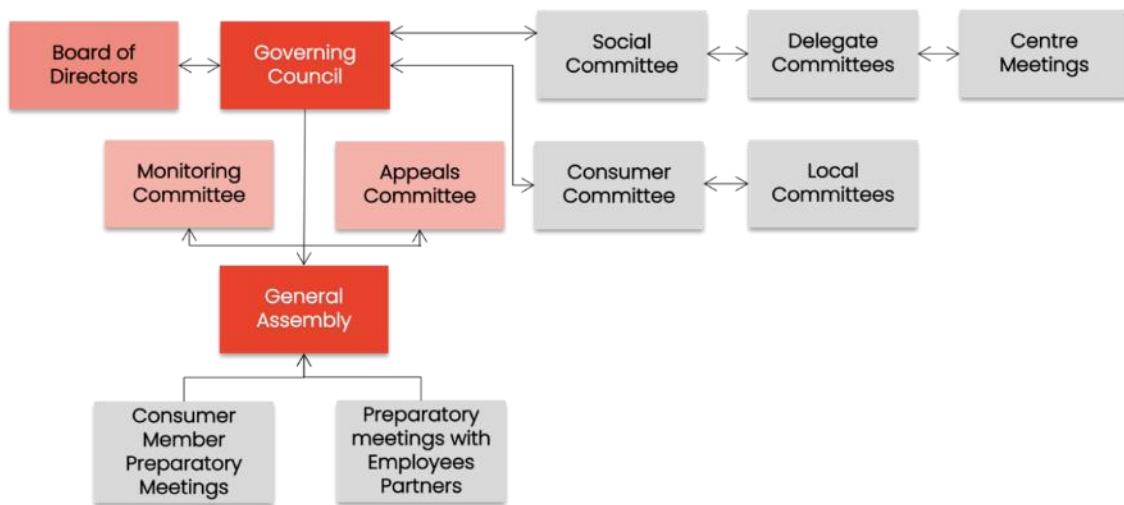 Board of
Directors
Governing
Council
Social
Committee
Delegate
Committees
Centre
Meetings
Monitoring
Committee
Appeals
Committee
Consumer
Committee
Local
Committees
General
Assembly
Consumer
Member
Preparatory
Meetings
Preparatory
meetings with
Employees
Partners